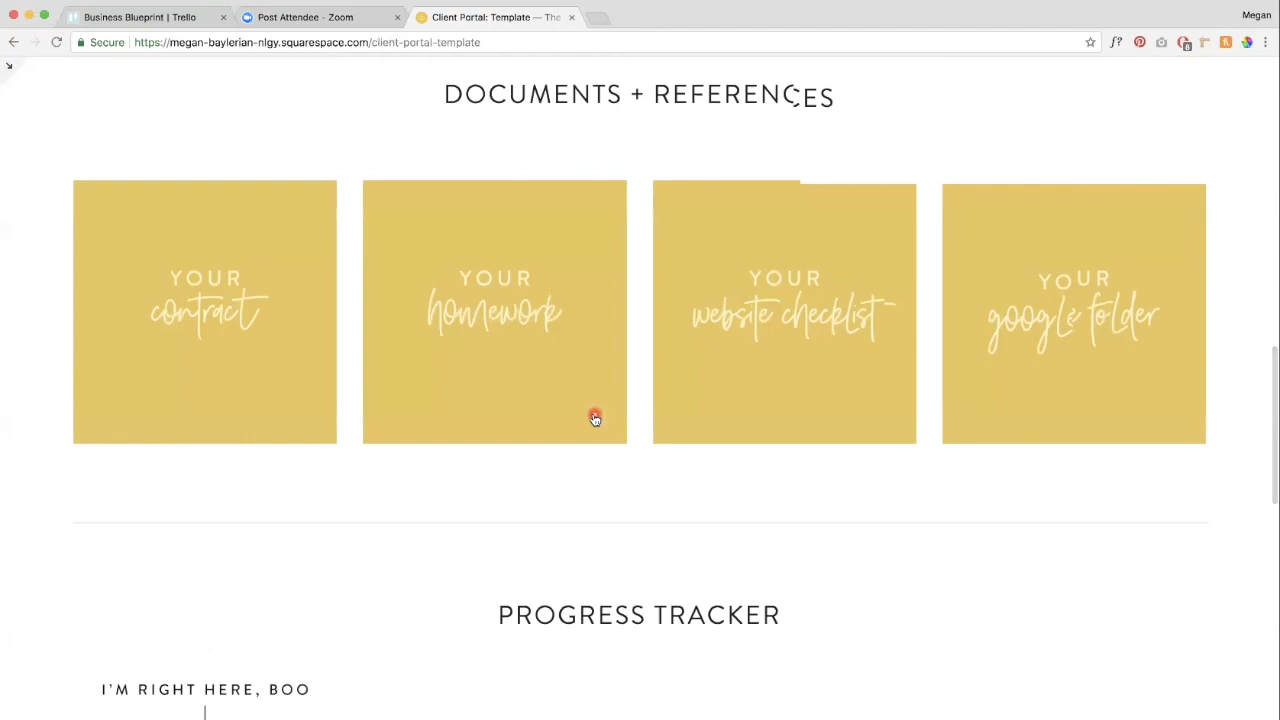 Business Blueprint | Trello
Post Attendee - Zoom
Client Portal: Template — The
Megan
Secure
https://megan-baylerian-nlgy.squarespace.com/client-portal-template
f?
DOCUMENTS + REFERENCES
YOUR
contract
YOUR
homework
YOUR
website checklist
YOUR
google folder
PROGRESS TRACKER
I'M RIGHT HERE, BOO